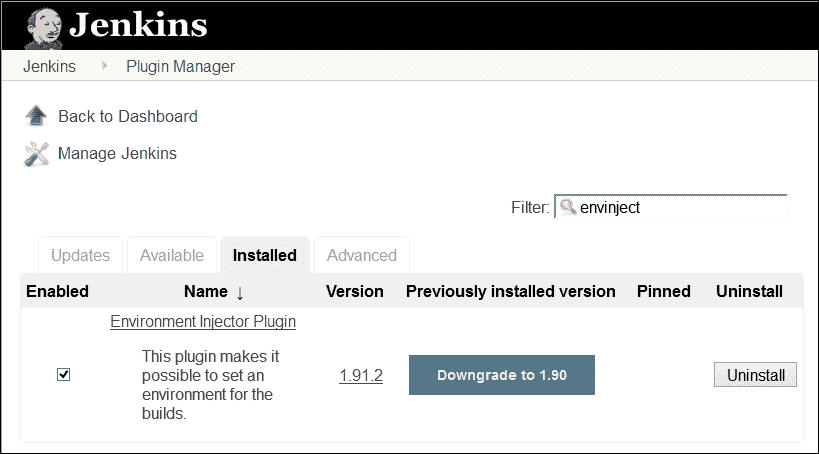 Jenkins
Jenkins Plugin Manager
Back to Dashboard
Manage Jenkins
Filter: envinject
Updates Available Installed Advanced
Enabled Name ↓ Version Previously installed version Pinned Uninstall
Environment Injector Plugin
This plugin makes it
possible to set an
environment for the
builds.
1.91.2
Downgrade to 1.90
Uninstall